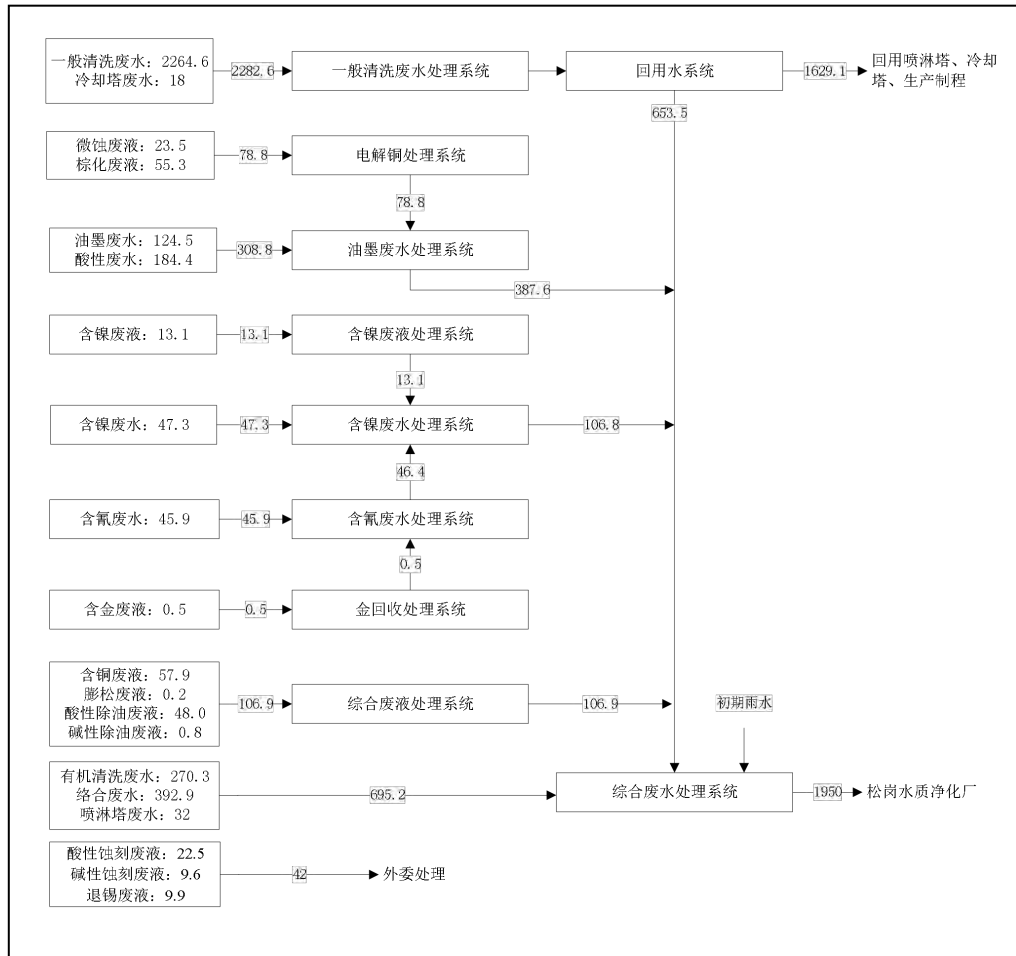 一般清洗废水：2264.6
冷却塔废水：18
2282.6
一般清洗废水处理系统
回用水系统
1629.1
回用喷淋塔、冷却
塔、生产制程
653.5
微蚀废液：23.5
棕化废液：55.3
78.8
电解铜处理系统
78.8
油墨废水：124.5
酸性废水：184.4
308.8
油墨废水处理系统
387.6
含镍废液：13.1
13.1
含镍废液处理系统
13.1
含镍废水：47.3
47.3
含镍废水处理系统
106.8
46.4
含氰废水：45.9
45.9
含氰废水处理系统
0.5
含金废液：0.5
0.5
金回收处理系统
含铜废液：57.9
膨松废液：0.2
酸性除油废液：48.0
碱性除油废液：0.8
106.9
综合废液处理系统
106.9
初期雨水
有机清洗废水：270.3
络合废水：392.9
喷淋塔废水：32
695.2
综合废水处理系统
1950
松岗水质净化厂
酸性蚀刻废液：22.5
碱性蚀刻废液：9.6
退锡废液：9.9
42
外委处理